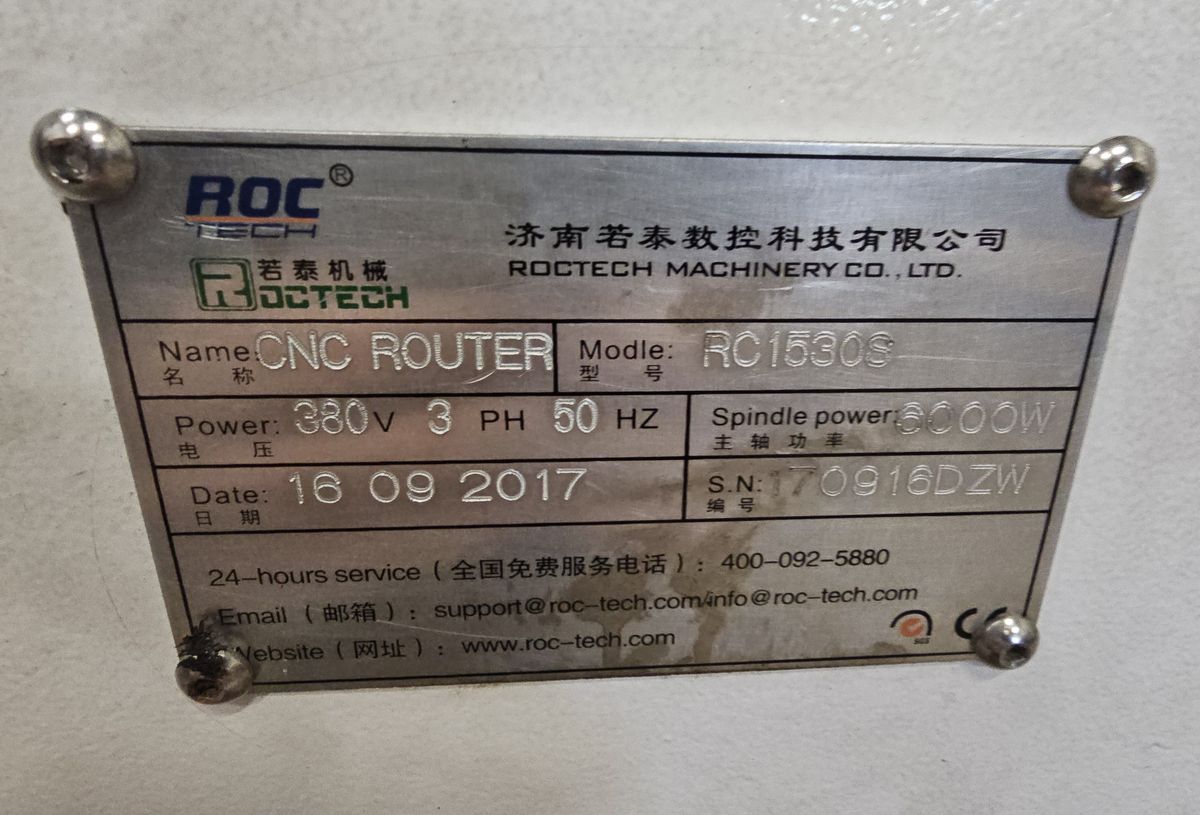 ROC®
TECH
若泰机械
ROCTECH
济南若泰数控科技有限公司
ROCTECH MACHINERY CO., LTD.
Name: CNC ROUTER
名 称
Modle: RC1530S
型 号
Power: 380V 3 PH 50 HZ
电 压
Spindle power: 6000W
主轴功率
Date: 16 09 2017
日 期
S.N: 170916DZW
编 号
24-hours service (全国免费服务电话): 400-092-5880
Email (邮箱): support@roc-tech.com/info@roc-tech.com
Website (网址): www.roc-tech.com
SGS
CE